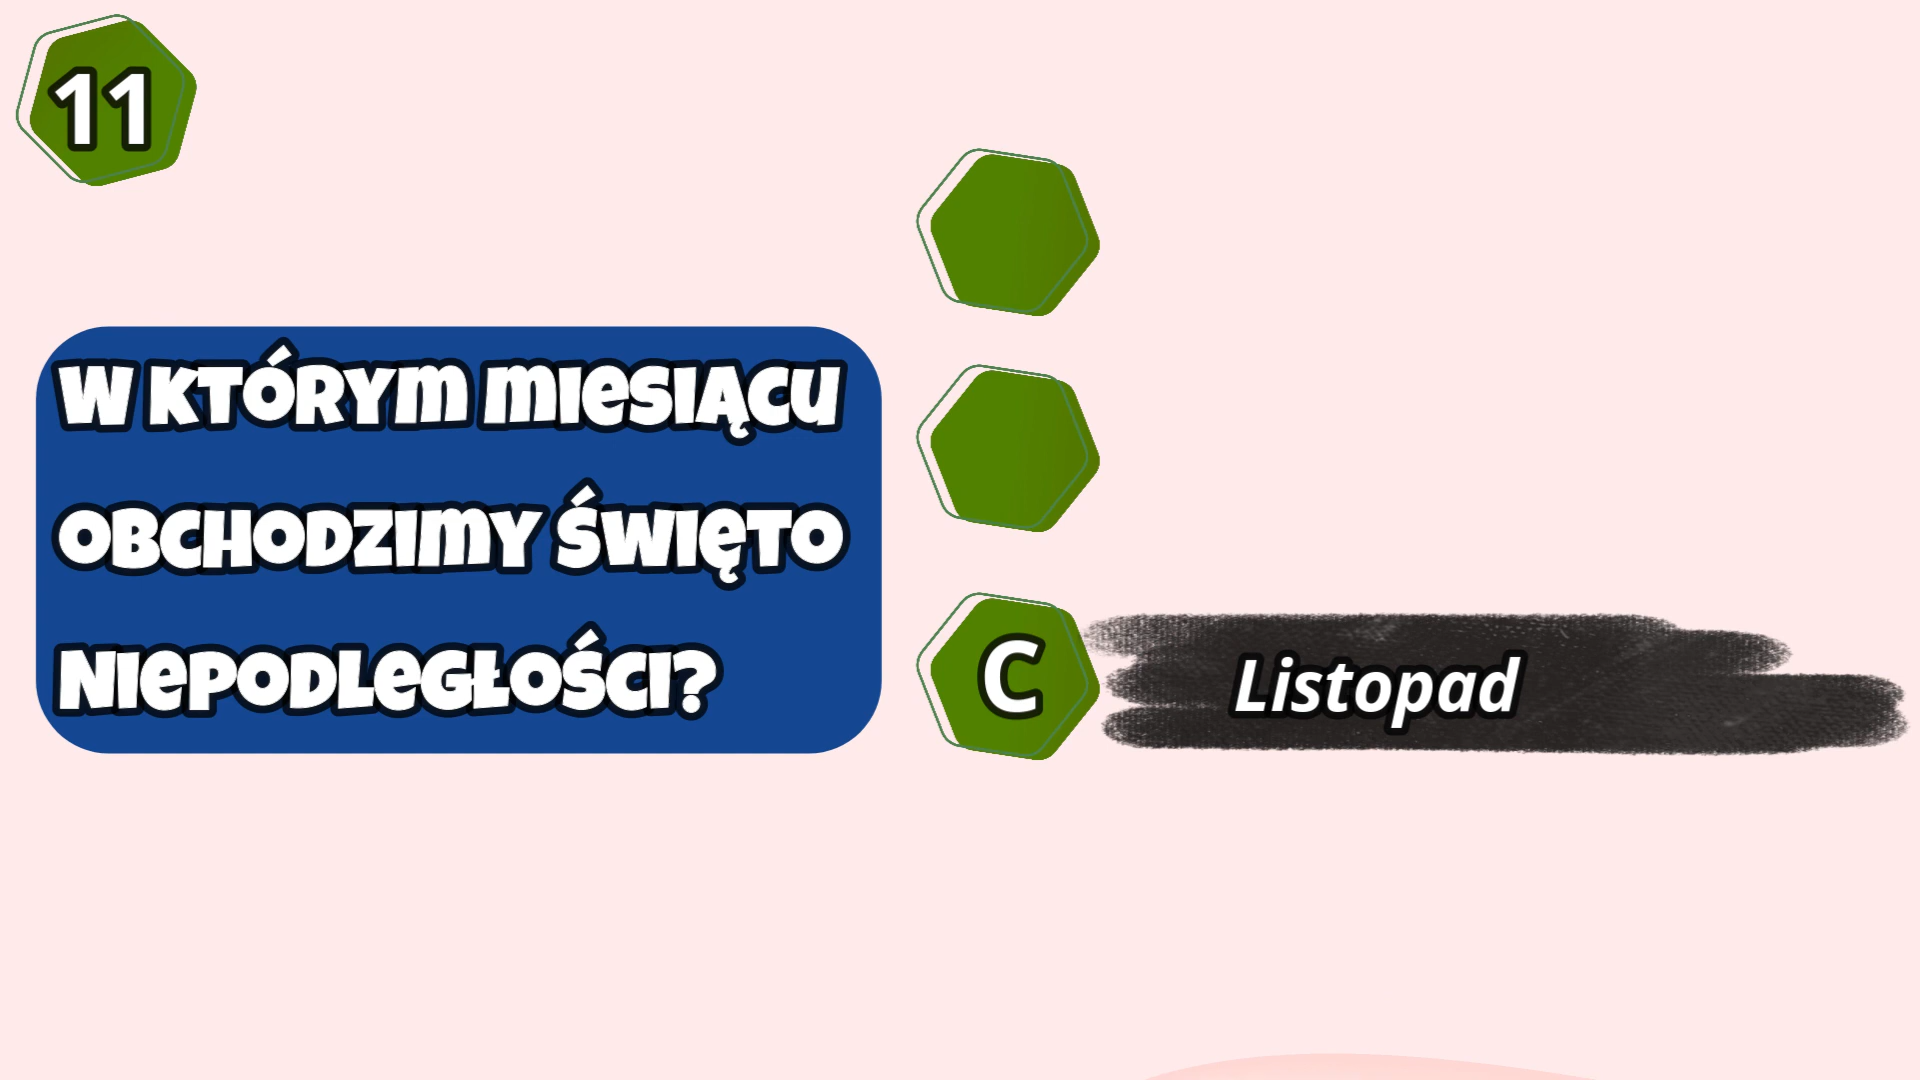 11
W KTÓRYM MIESIĄCU
OBCHODZIMY ŚWIĘTO
NIEPODLEGŁOŚCI?
C
Listopad